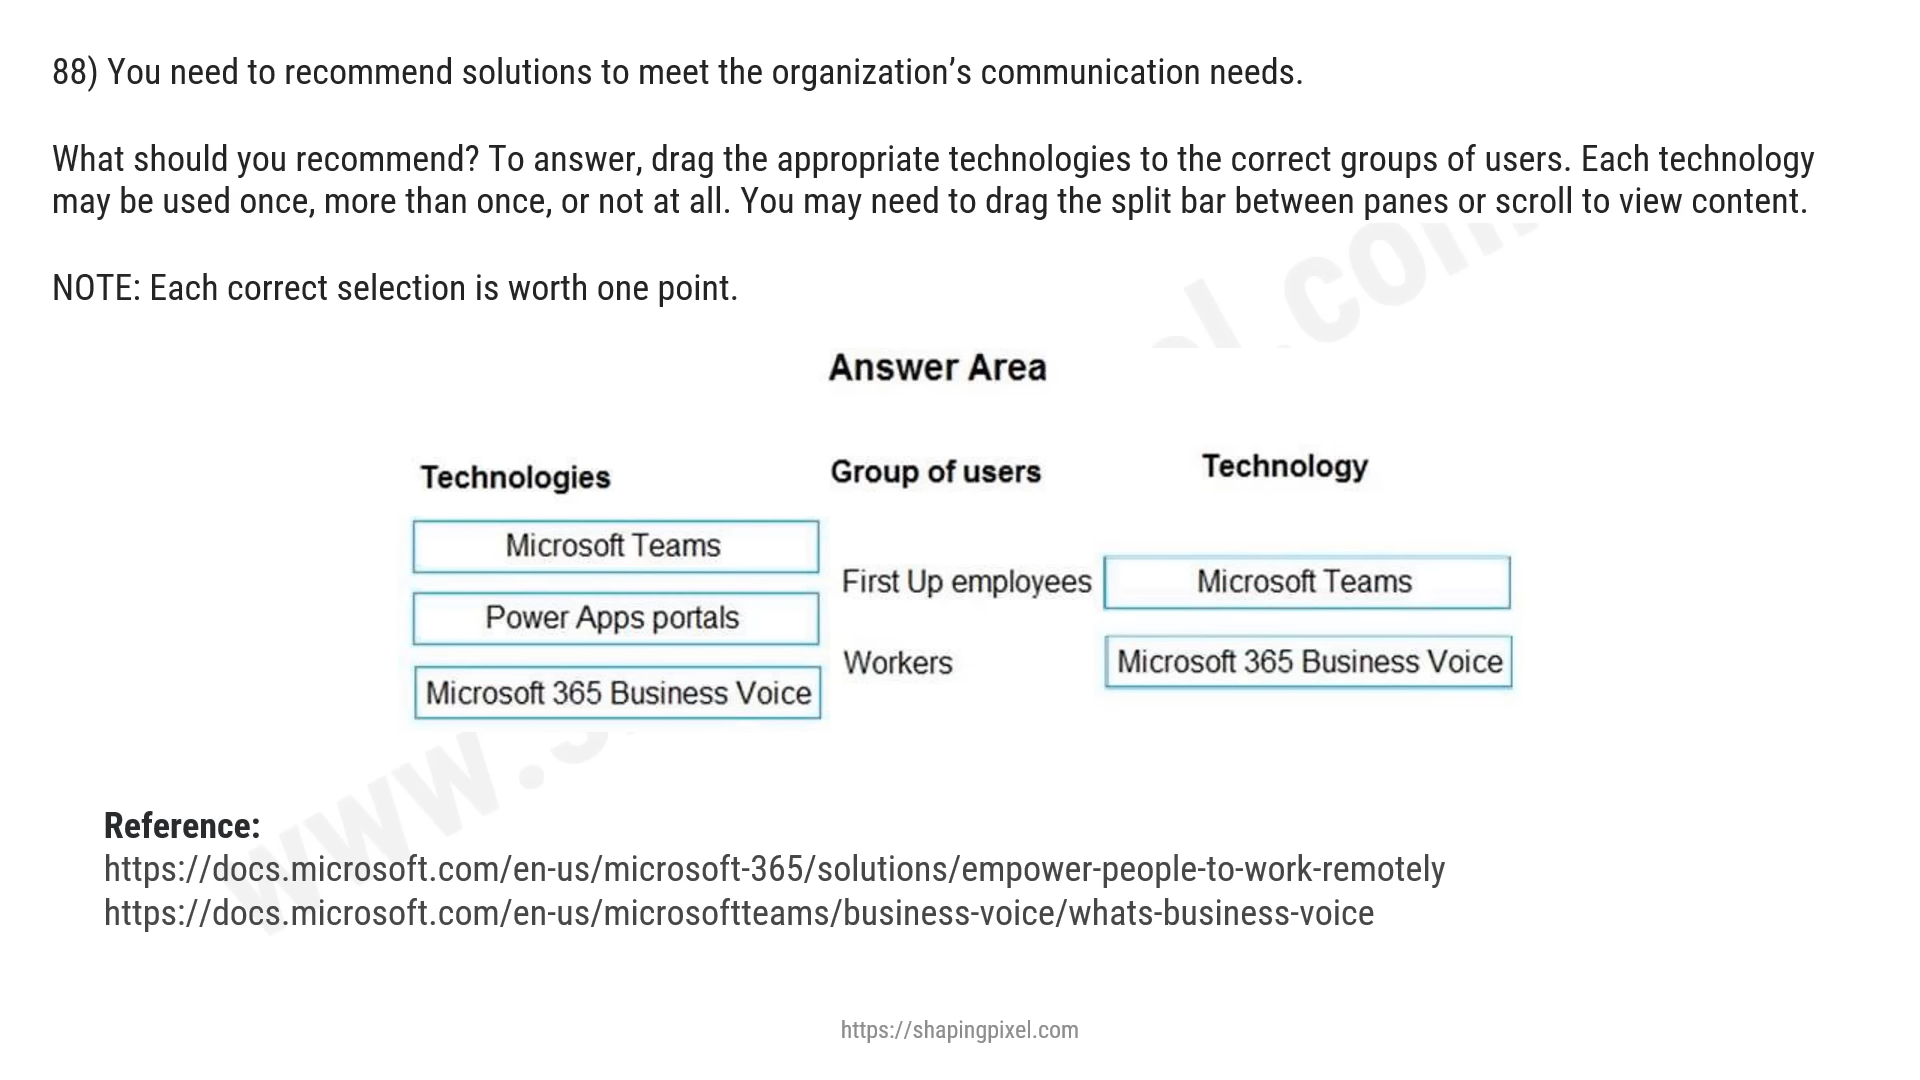 88) You need to recommend solutions to meet the organization’s communication needs.
What should you recommend? To answer, drag the appropriate technologies to the correct groups of users. Each technology
may be used once, more than once, or not at all. You may need to drag the split bar between panes or scroll to view content.
NOTE: Each correct selection is worth one point.
Answer Area
Technologies
Group of users
Technology
Microsoft Teams
Power Apps portals
Microsoft 365 Business Voice
First Up employees
Microsoft Teams
Workers
Microsoft 365 Business Voice
Reference:
https://docs.microsoft.com/en-us/microsoft-365/solutions/empower-people-to-work-remotely
https://docs.microsoft.com/en-us/microsoftteams/business-voice/whats-business-voice
https://shapingpixel.com